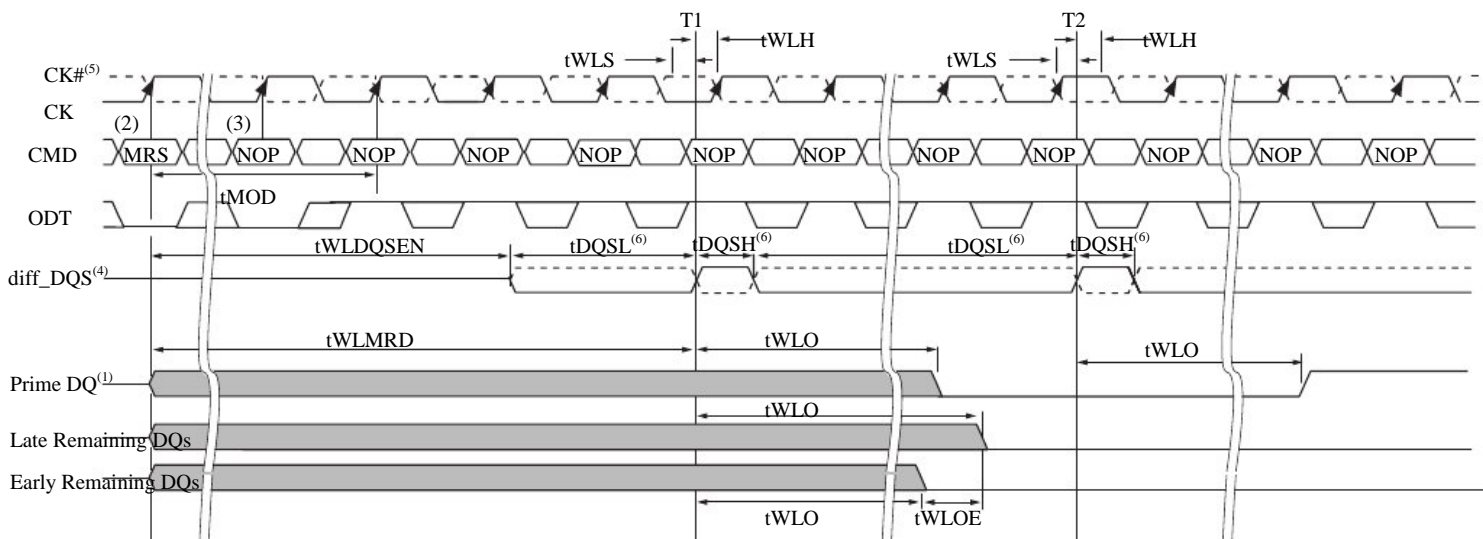 T1
T2
tWLH
tWLH
tWLS
tWLS
CK#(5)
CK
(2)
(3)
CMD
MRS
NOP
NOP
NOP
NOP
NOP
NOP
NOP
NOP
NOP
NOP
NOP
tMOD
ODT
tWLDQSEN
tDQSL(6)
tDQSH(6)
tDQSL(6)
tDQSH(6)
diff_DQS(4)
tWLMRD
tWLO
tWLO
Prime DQ(1)
tWLO
Late Remaining DQs
Early Remaining DQs
tWLO
tWLOE